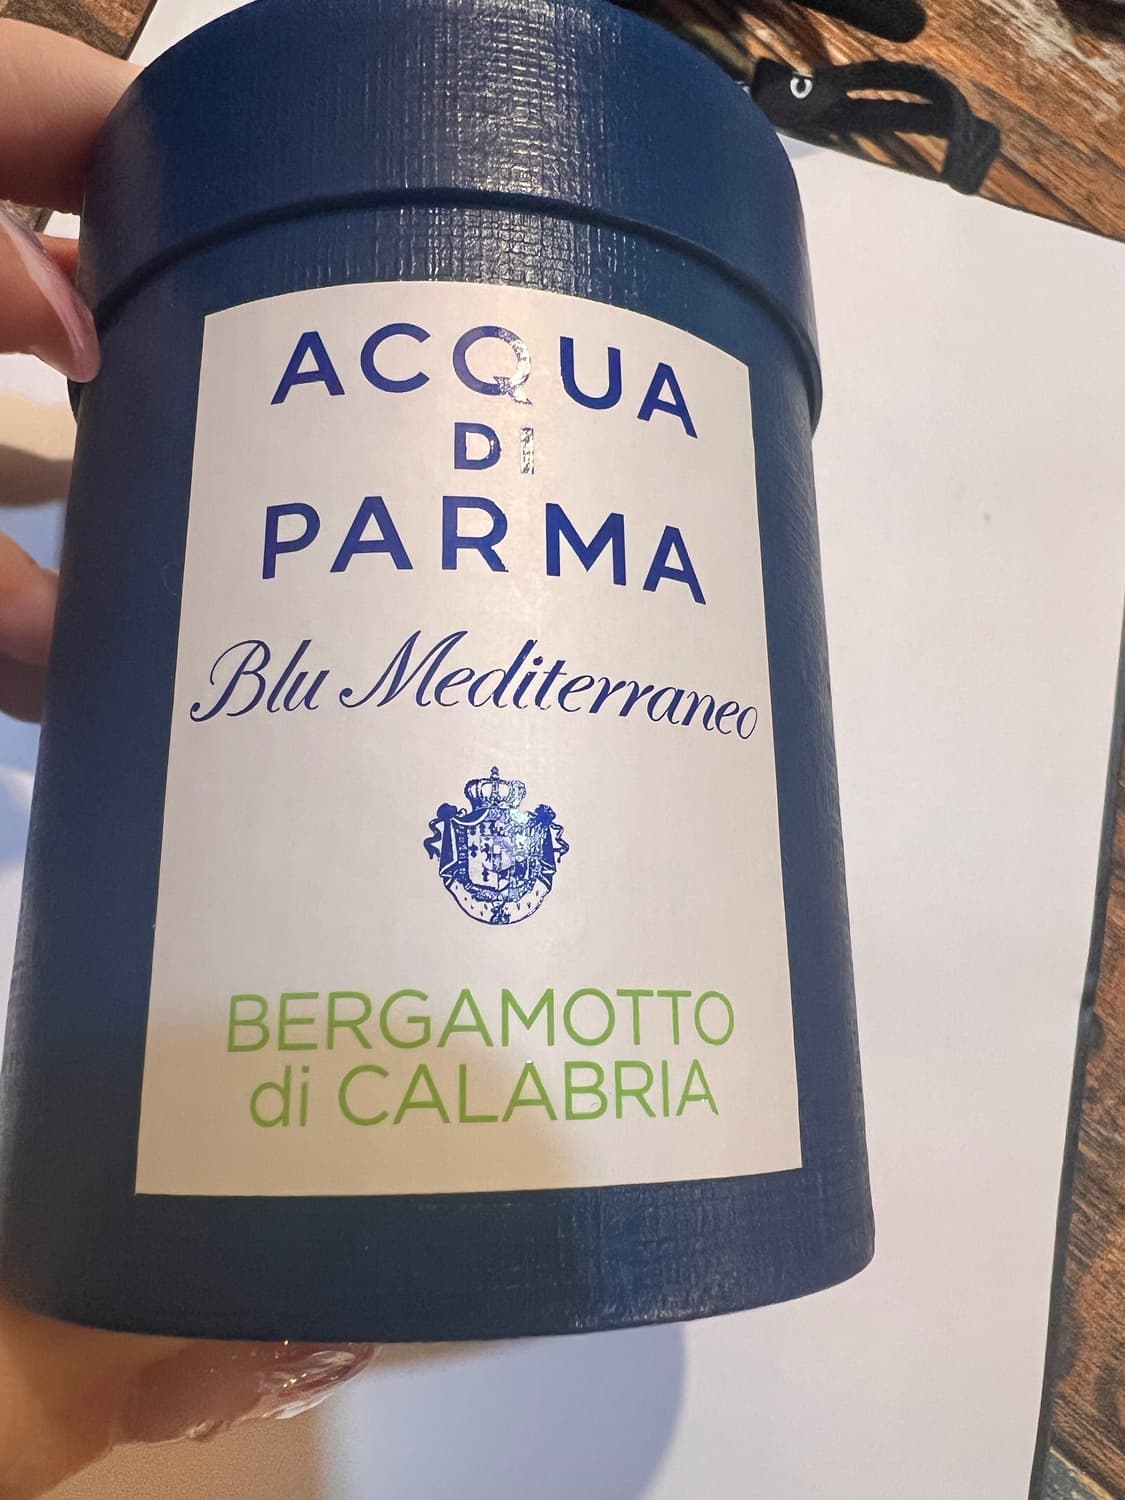 ACQUA
DI
PARMA
Blu Mediterraneo
BERGAMOTTO
di CALABRIA